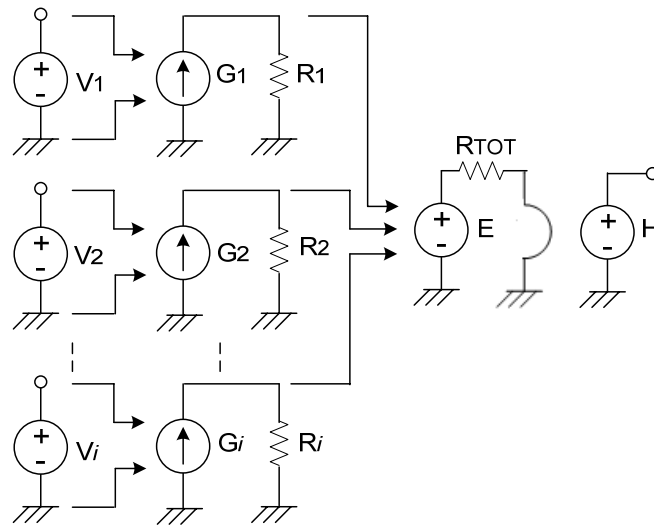 +
-
V1
G1
R1
RTOT
+
-
V2
G2
R2
+
-
E
+
-
H
+
-
Vi
Gi
Ri